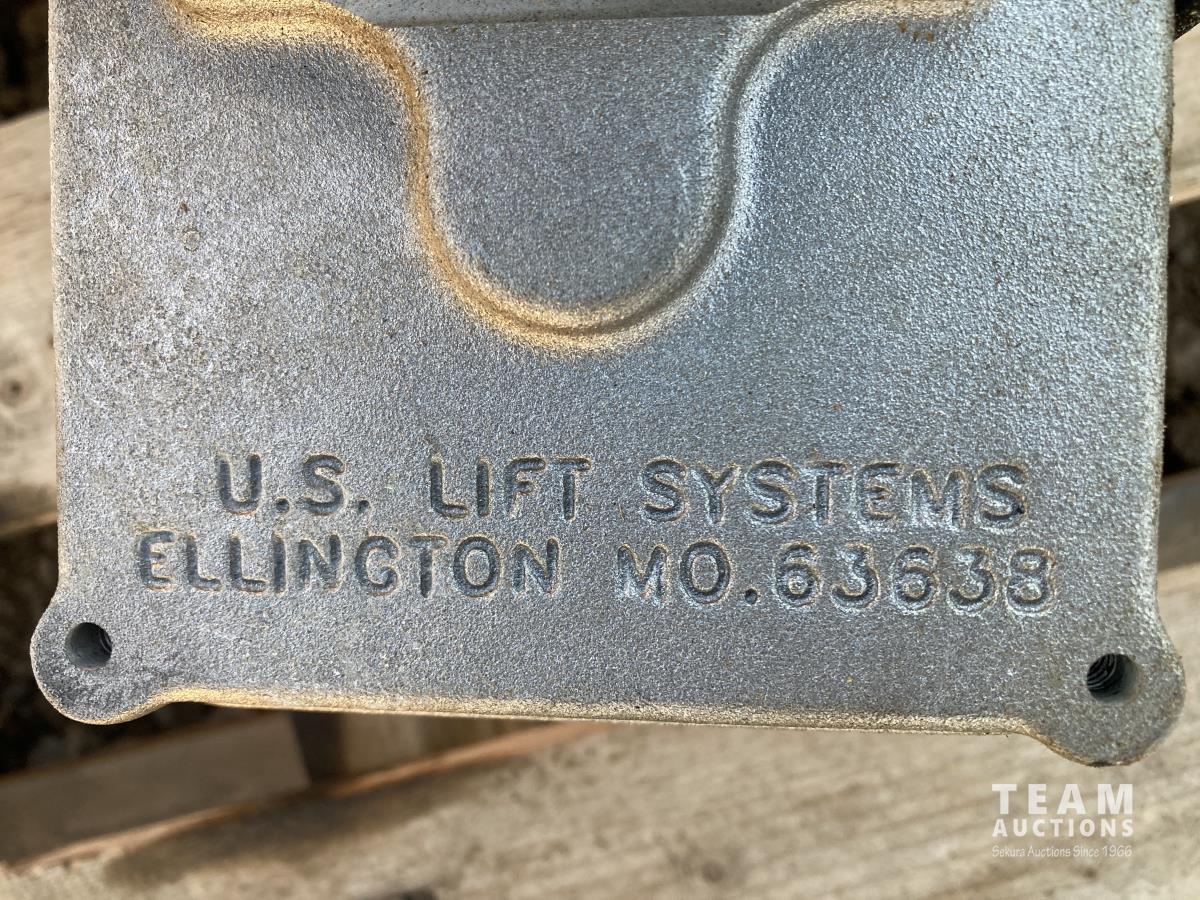 U.S. LIFT SYSTEMS
ELLINGTON MO.63638
TEAM
AUCTIONS
Sekura Auctions Since 1966